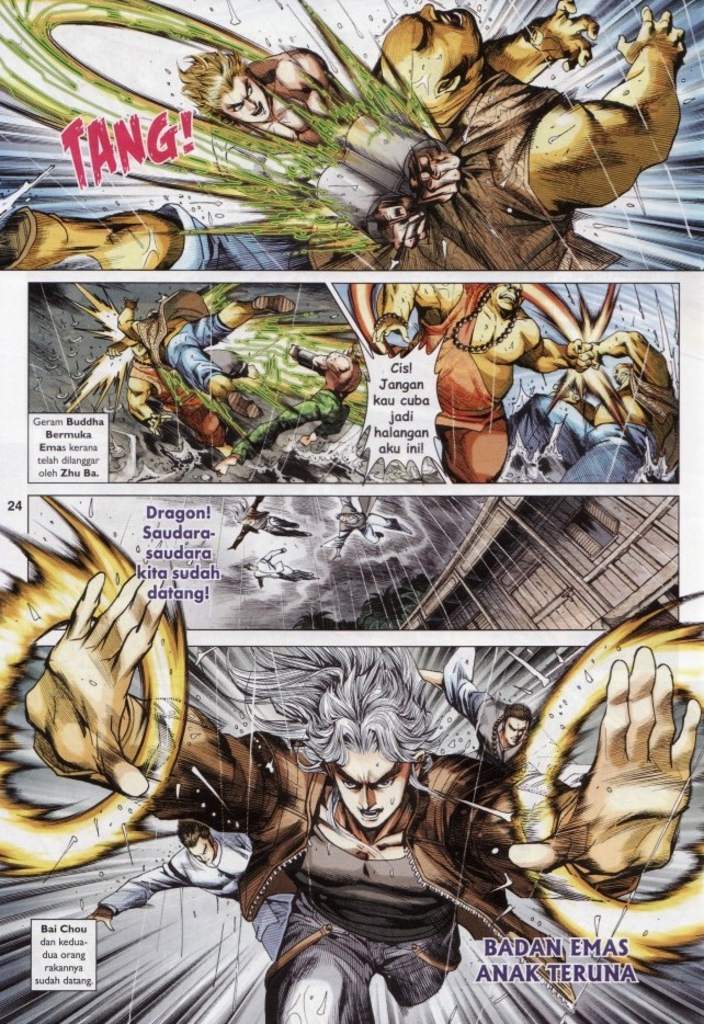 TANG!
Geram Buddha
Bermuka
Emas kerana
telah dilanggar
oleh Zhu Ba.
Cis!
Jangan
kau cuba
jadi
halangan
aku ini!
24
Dragon!
Saudara-
saudara
kita sudah
datang!
Bai Chou
dan kedua-
dua orang
rakannya
sudah datang.
BADAN EMAS
ANAK TERUNA